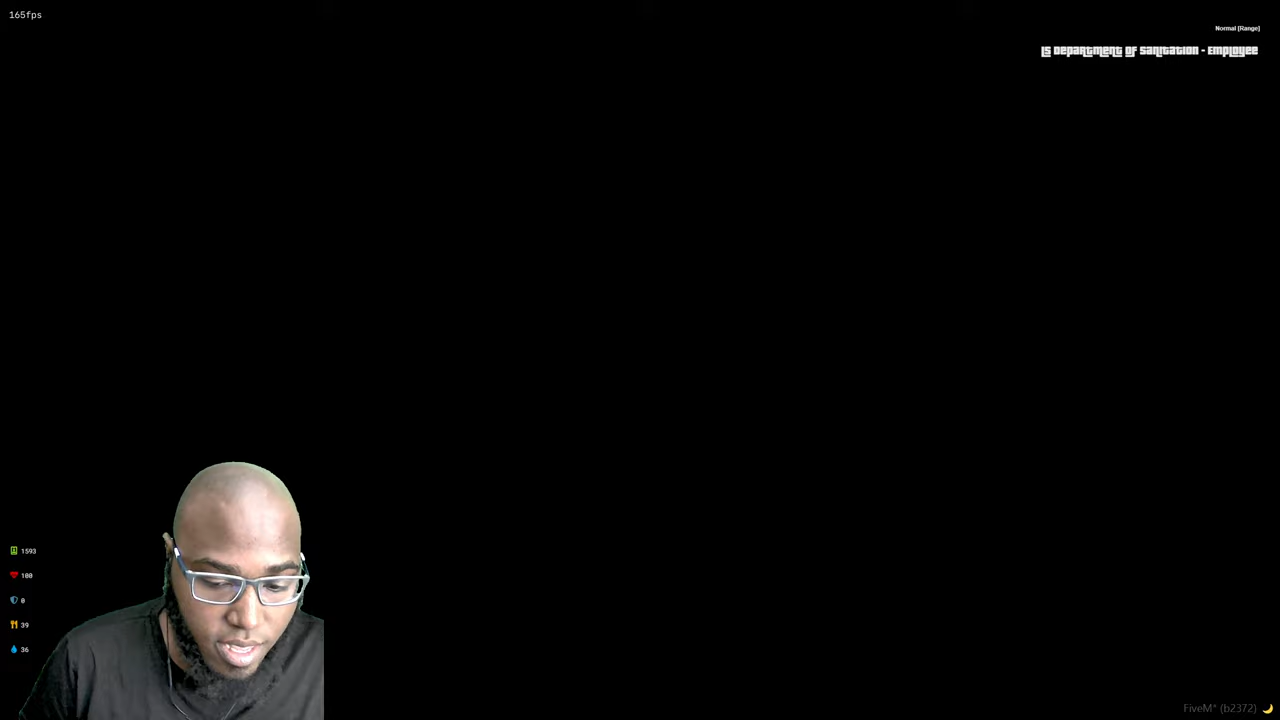 165fps
Normal [Range]
LS Department of Sanitation - Employee
1593
100
0
39
36
FiveM* (b2372)